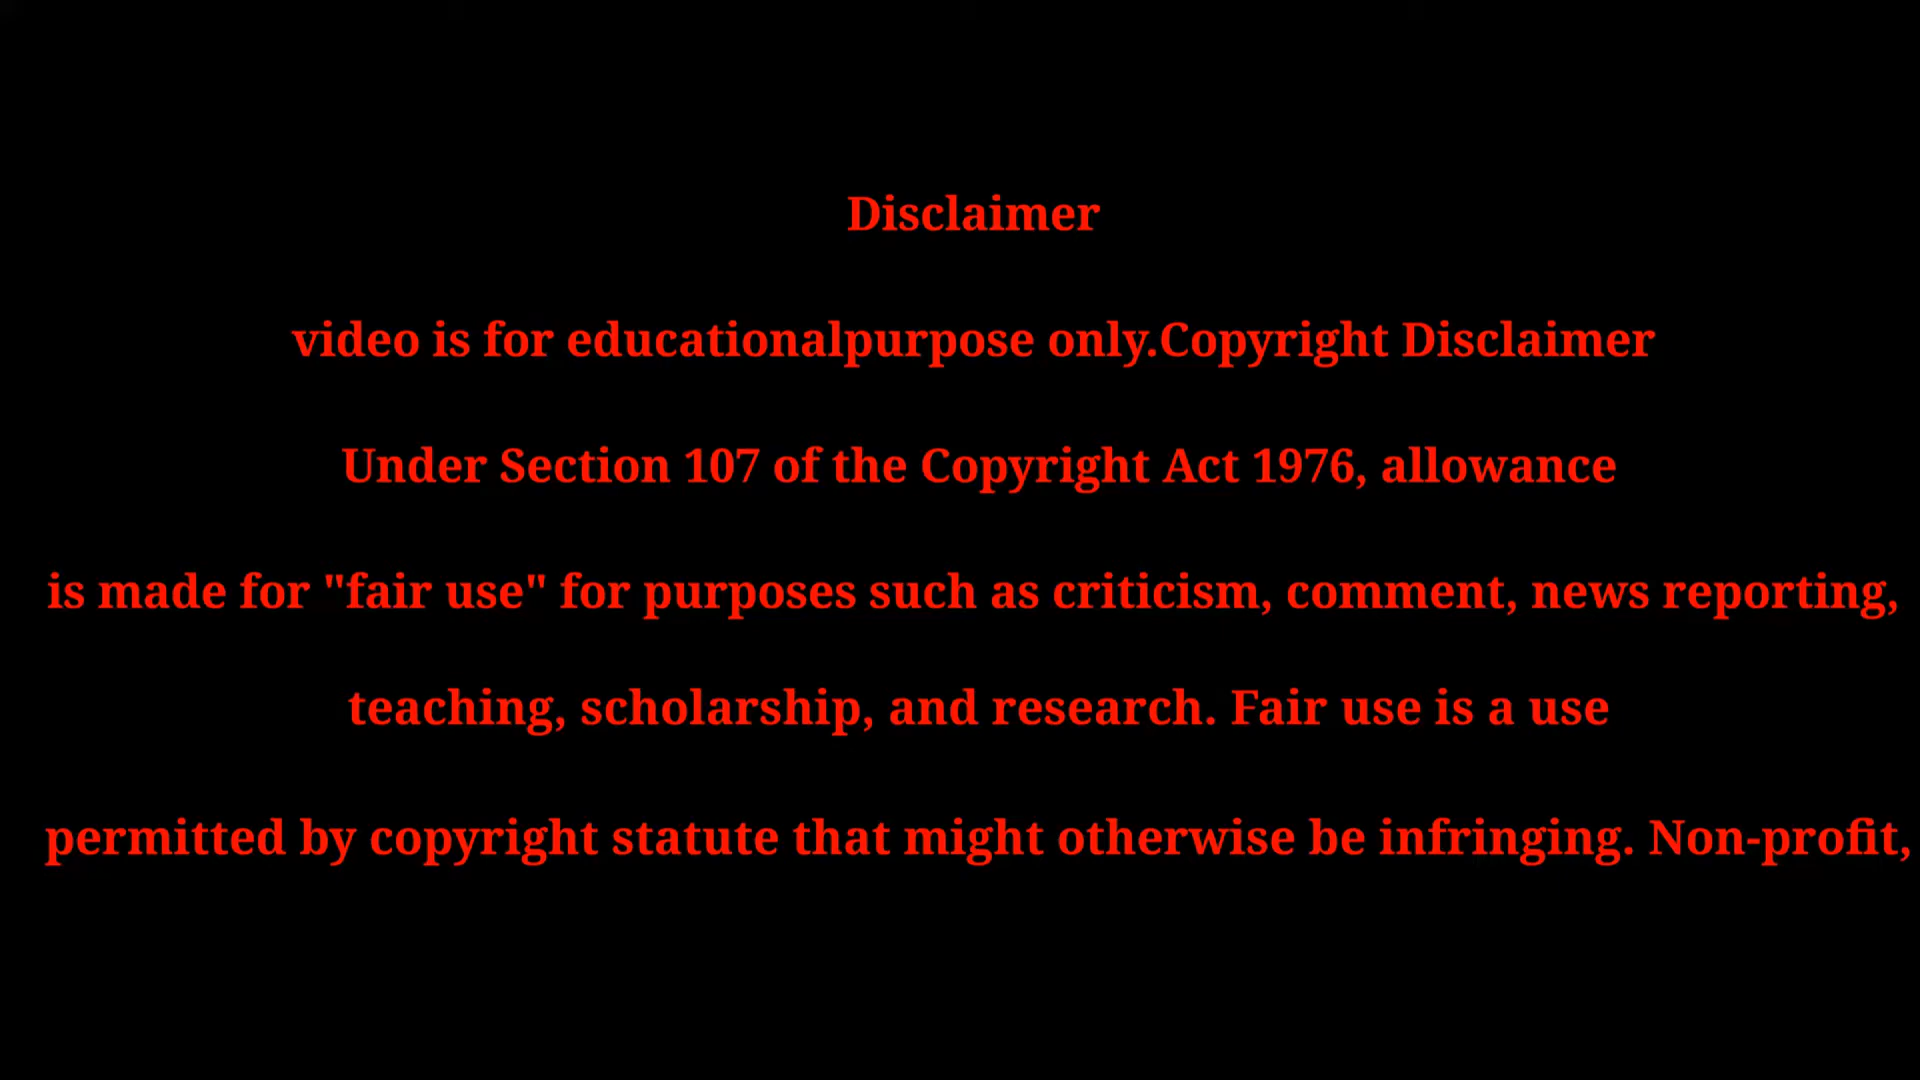 Disclaimer
video is for educationalpurpose only.Copyright Disclaimer
Under Section 107 of the Copyright Act 1976, allowance
is made for "fair use" for purposes such as criticism, comment, news reporting,
teaching, scholarship, and research. Fair use is a use
permitted by copyright statute that might otherwise be infringing. Non-profit,